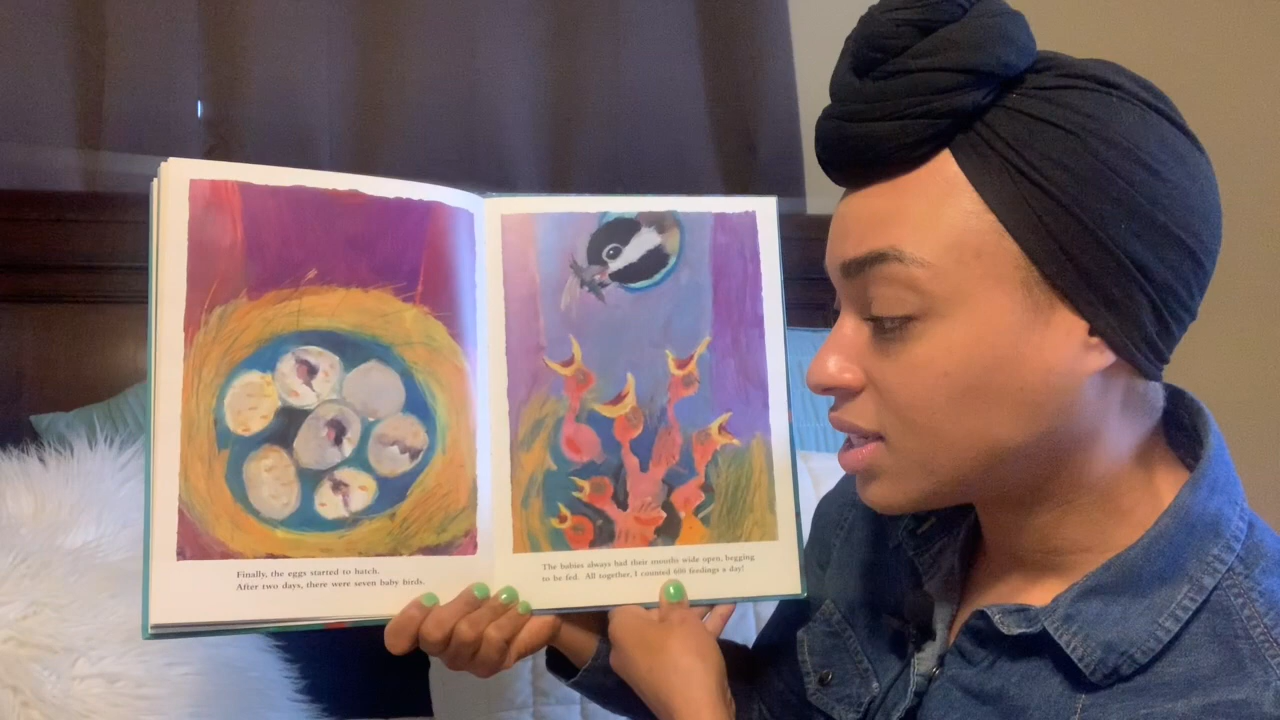 Finally, the eggs started to hatch.
After two days, there were seven baby birds.
The babies always had their mouths wide open, begging
to be fed. All together, I counted 600 feedings a day!